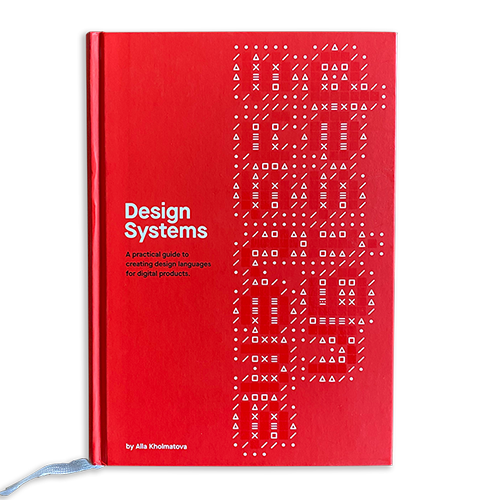 Design
Systems
A practical guide to
creating design languages
for digital products.
by Alla Kholmatova